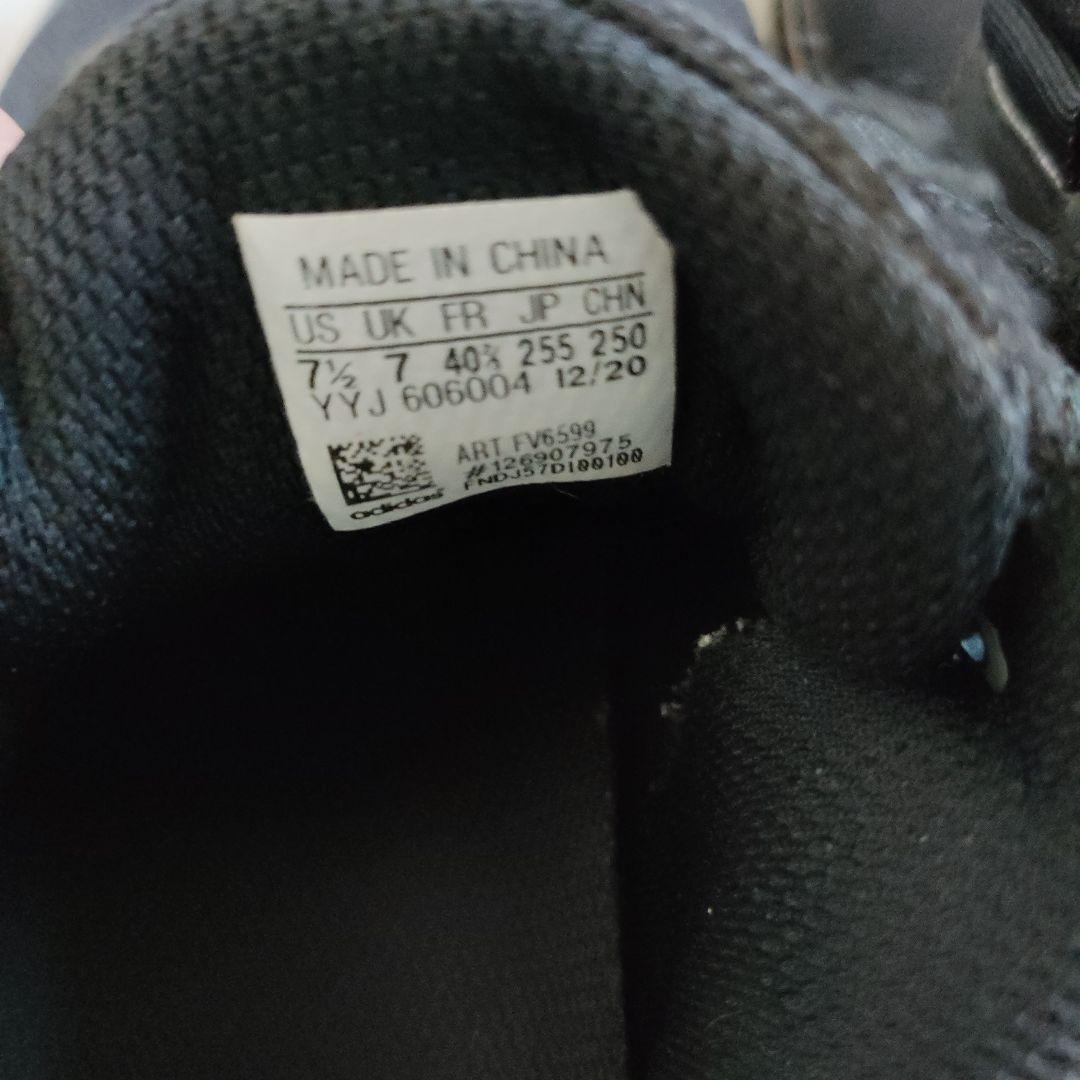 MADE IN CHINA
US UK FR JP CHN
7½ 7 40⅔ 255 250
YYJ 606004 12/20
ART FV6599
#126907975
adidas